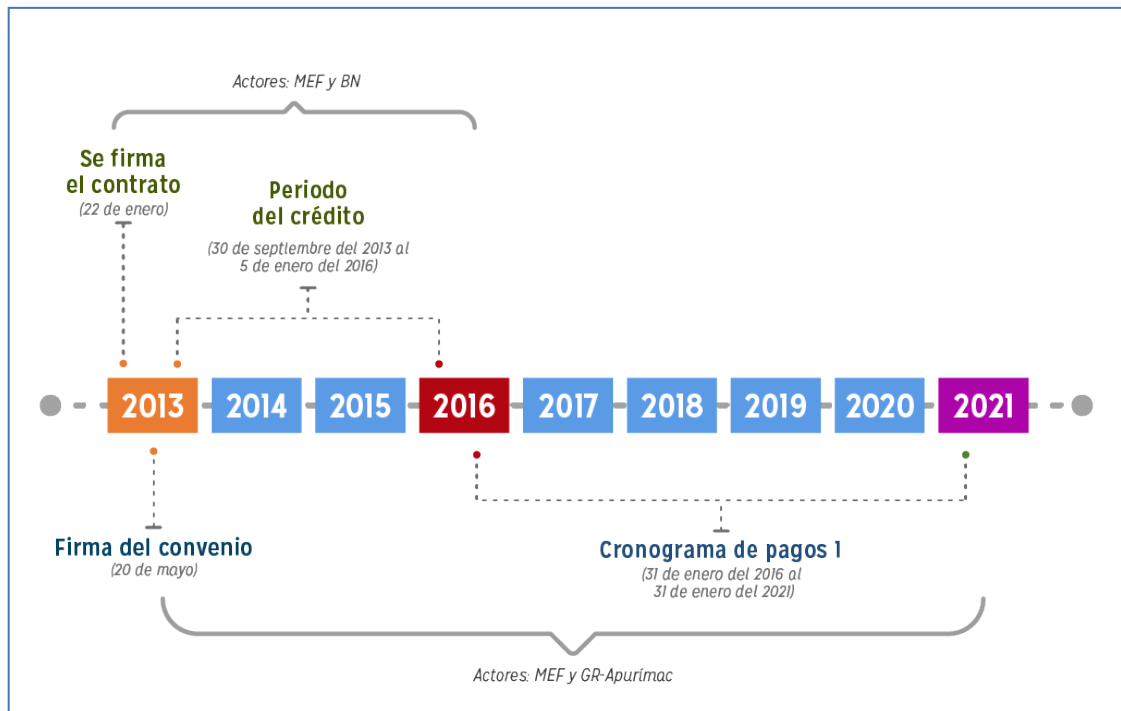 Actores: MEF y BN
Se firma
el contrato
(22 de enero)
Periodo
del crédito
(30 de septiembre del 2013 al
5 de enero del 2016)
2013 2014 2015 2016 2017 2018 2019 2020 2021
Firma del convenio
(20 de mayo)
Cronograma de pagos 1
(31 de enero del 2016 al
31 de enero del 2021)
Actores: MEF y GR-Apurímac